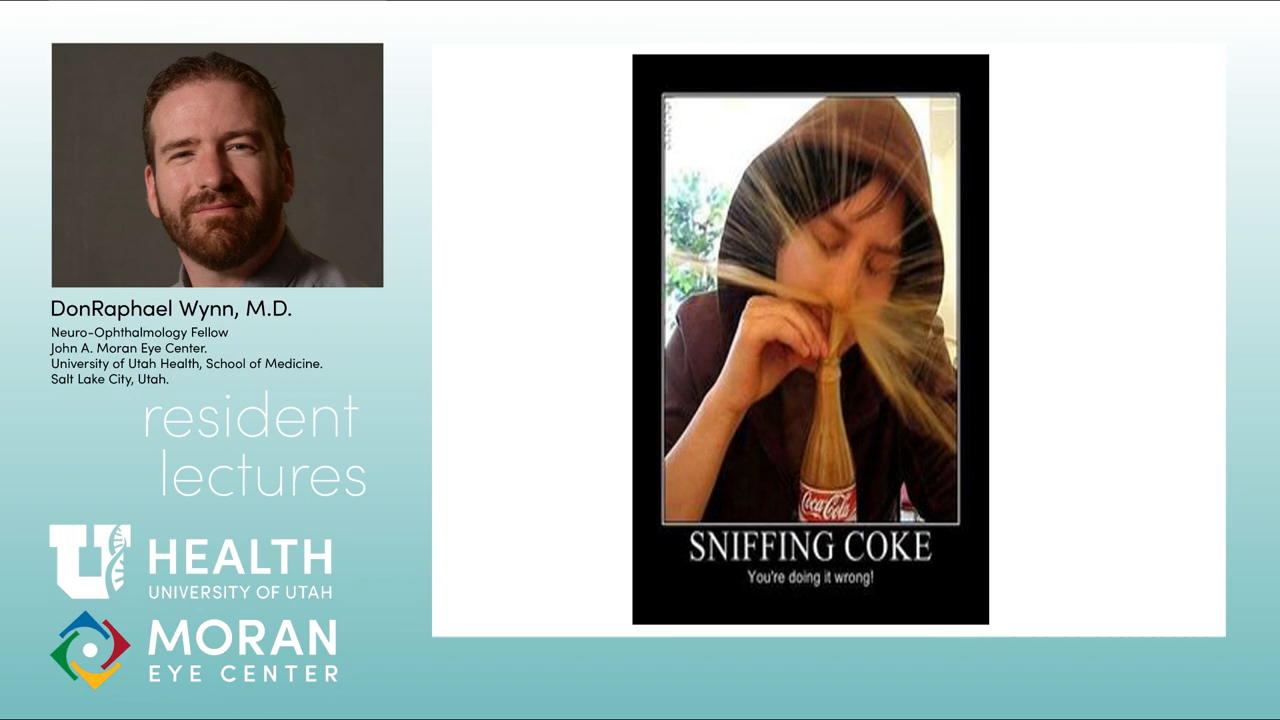 DonRaphael Wynn, M.D.
Neuro-Ophthalmology Fellow
John A. Moran Eye Center.
University of Utah Health, School of Medicine.
Salt Lake City, Utah.
resident
lectures
U HEALTH
UNIVERSITY OF UTAH
MORAN
EYE CENTER
Coca-Cola
SNIFFING COKE
You're doing it wrong!